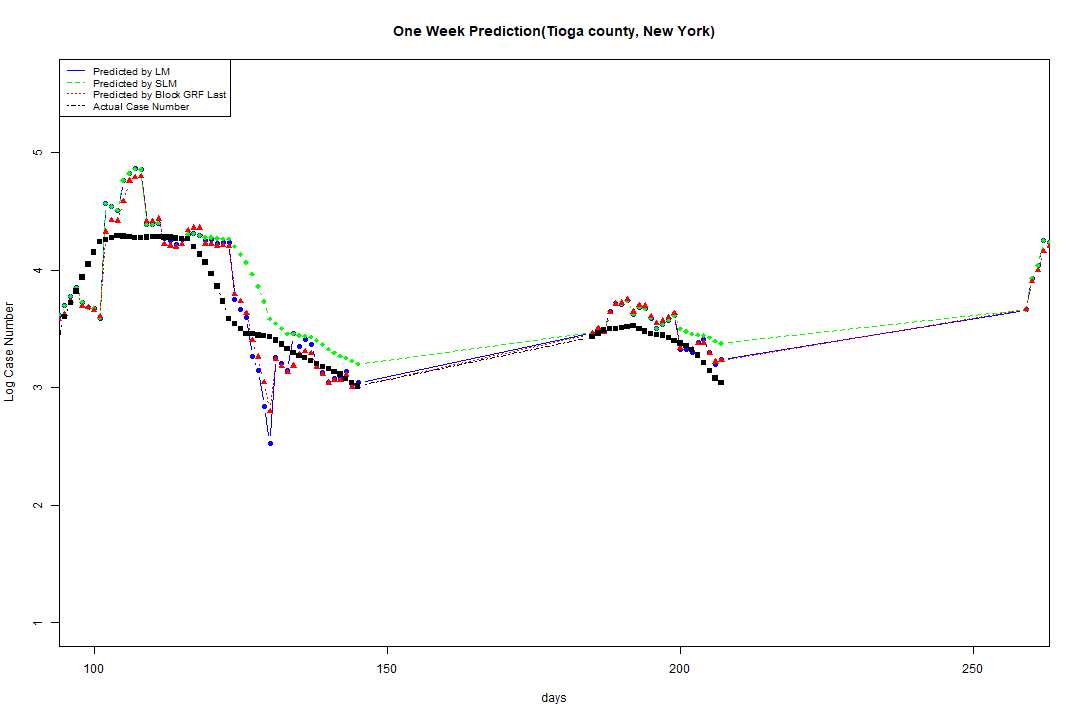 One Week Prediction(Tioga county, New York)
Predicted by LM
Predicted by SLM
Predicted by Block GRF Last
Actual Case Number
5
4
3
2
1
Log Case Number
100
150
200
250
days